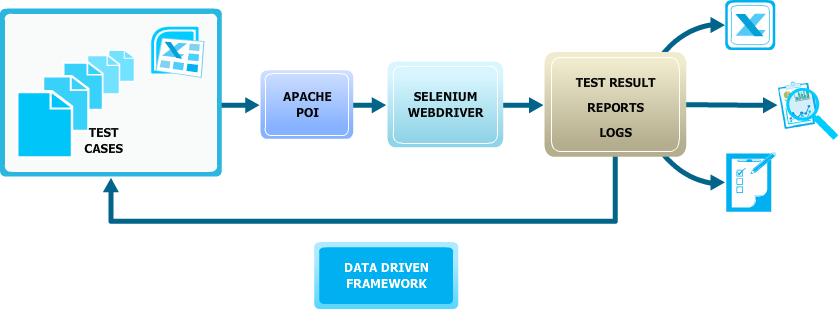 TEST
CASES
APACHE
POI
SELENIUM
WEBDRIVER
TEST RESULT
REPORTS
LOGS
DATA DRIVEN
FRAMEWORK